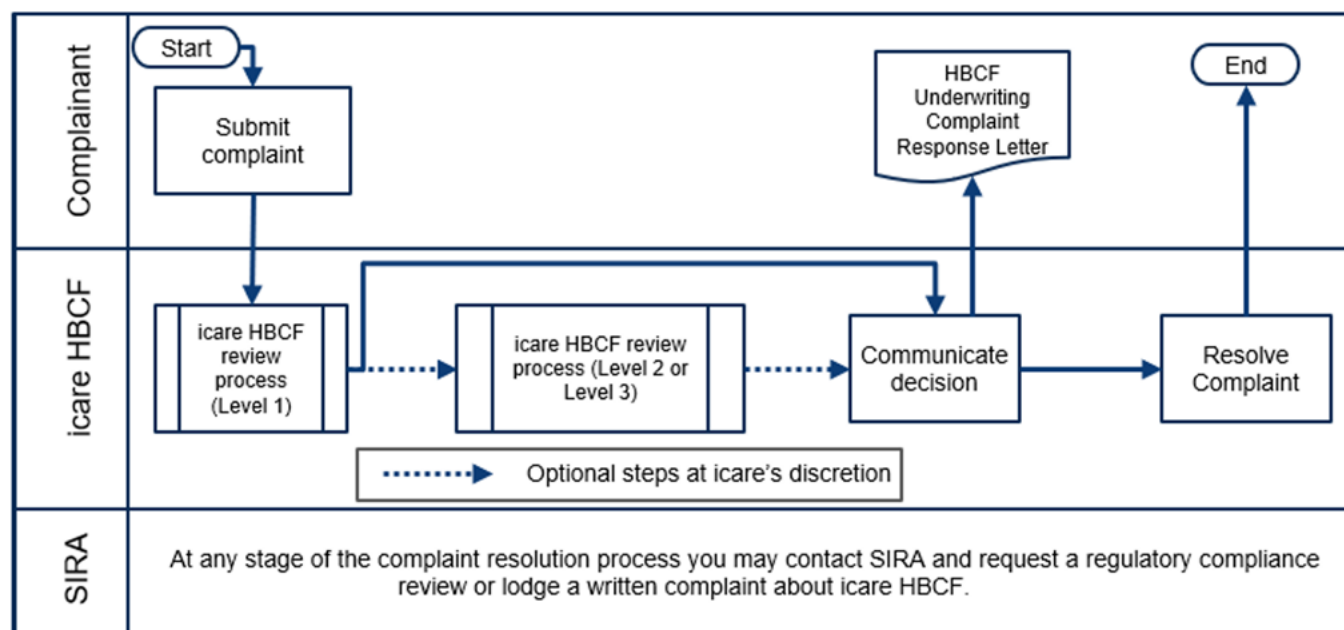 Complainant
Start
Submit
complaint
HBCF
Underwriting
Complaint
Response Letter
End
icare HBCF
icare HBCF
review
process
(Level 1)
icare HBCF review
process (Level 2 or
Level 3)
Communicate
decision
Resolve
Complaint
Optional steps at icare's discretion
SIRA
At any stage of the complaint resolution process you may contact SIRA and request a regulatory compliance
review or lodge a written complaint about icare HBCF.